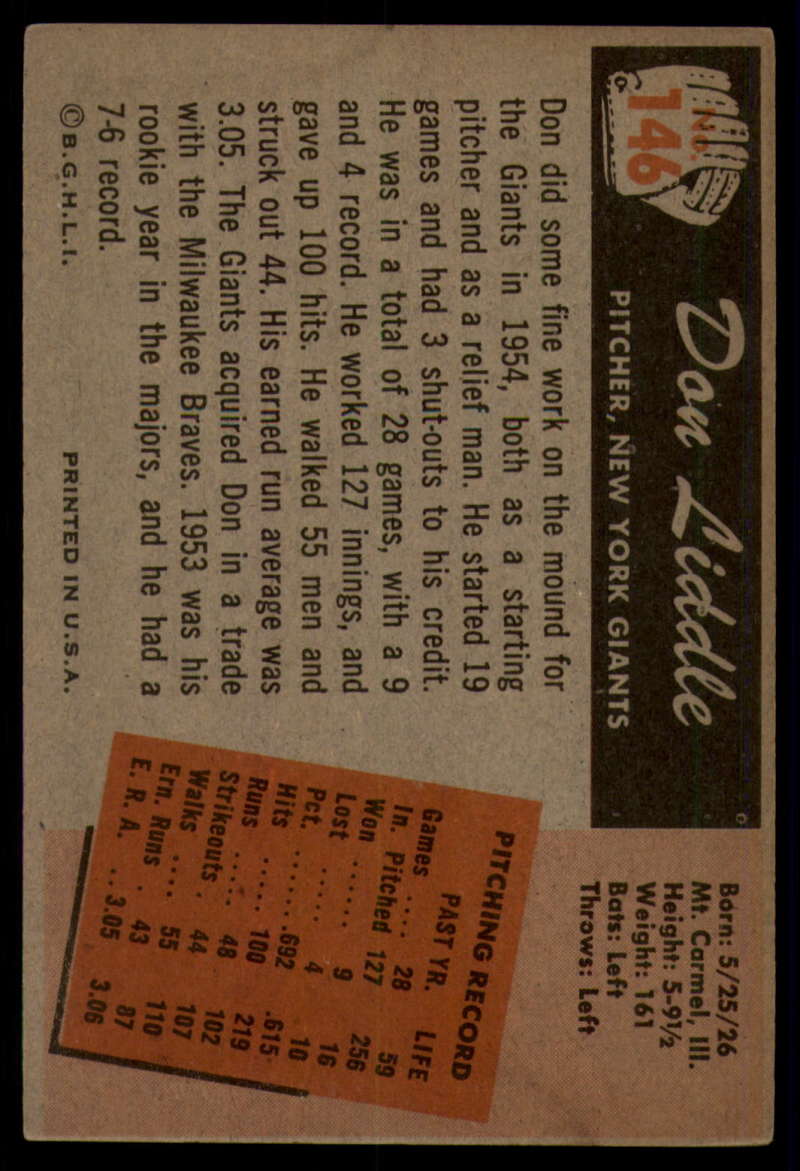 No.
146
Don Liddle
PITCHER, NEW YORK GIANTS
Born: 5/25/26
Mt. Carmel, Ill.
Height: 5-9½
Weight: 161
Bats: Left
Throws: Left
Don did some fine work on the mound for
the Giants in 1954, both as a starting
pitcher and as a relief man. He started 19
games and had 3 shut-outs to his credit.
He was in a total of 28 games, with a 9
and 4 record. He worked 127 innings, and
gave up 100 hits. He walked 55 men and
struck out 44. His earned run average was
3.05. The Giants acquired Don in a trade
with the Milwaukee Braves. 1953 was his
rookie year in the majors, and he had a
7-6 record.
© B.G.H.L.I. PRINTED IN U.S.A.
PITCHING RECORD
PAST YR. LIFE
Games .... 28 59
In. Pitched 127 256
Won ...... 9 16
Lost ..... 4 10
Pct. ...... .692 .615
Hits ..... 100 219
Runs ..... 48 102
Strikeouts . 44 107
Walks .... 55 110
Ern. Runs . 43 87
E. R. A. .. 3.05 3.06